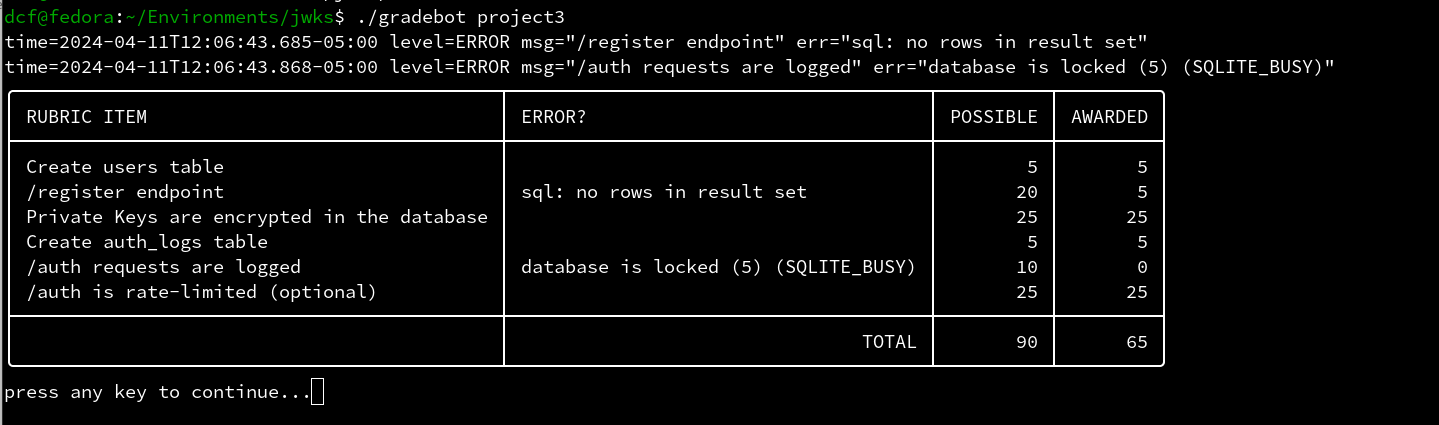 dcf@fedora:~/Environments/jwks$ ./gradebot project3
time=2024-04-11T12:06:43.685-05:00 level=ERROR msg="/register endpoint" err="sql: no rows in result set"
time=2024-04-11T12:06:43.868-05:00 level=ERROR msg="/auth requests are logged" err="database is locked (5) (SQLITE_BUSY)"
RUBRIC ITEM ERROR? POSSIBLE AWARDED
Create users table 5 5
/register endpoint sql: no rows in result set 20 5
Private Keys are encrypted in the database 25 25
Create auth_logs table 5 5
/auth requests are logged database is locked (5) (SQLITE_BUSY) 10 0
/auth is rate-limited (optional) 25 25
TOTAL 90 65
press any key to continue...